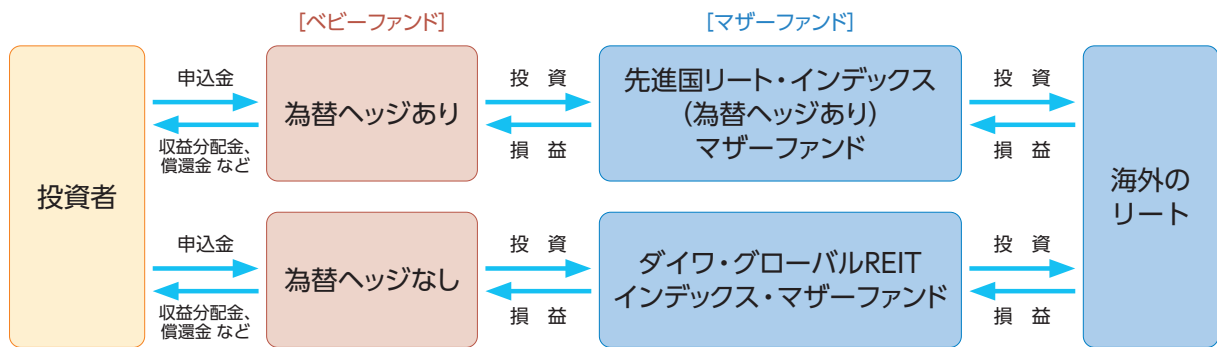 [ベビーファンド]
[マザーファンド]
投資者
申込金
収益分配金、
償還金 など
為替ヘッジあり
投 資
損 益
先進国リート・インデックス
(為替ヘッジあり)
マザーファンド
投 資
損 益
申込金
収益分配金、
償還金 など
為替ヘッジなし
投 資
損 益
ダイワ・グローバルREIT
インデックス・マザーファンド
投 資
損 益
海外の
リート